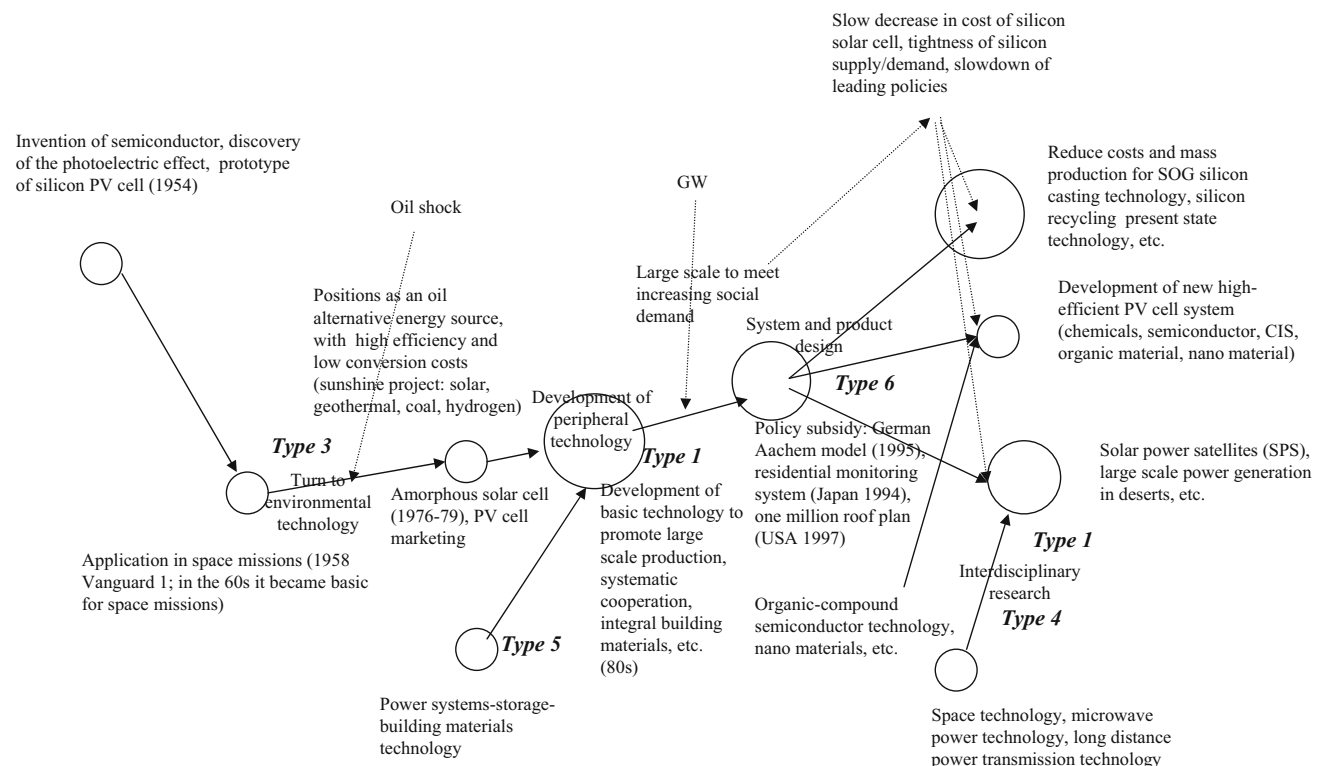 Slow decrease in cost of silicon
solar cell, tightness of silicon
supply/demand, slowdown of
leading policies
Invention of semiconductor, discovery
of the photoelectric effect, prototype
of silicon PV cell (1954)
Reduce costs and mass
production for SOG silicon
casting technology, silicon
recycling present state
technology, etc.
GW
Oil shock
Large scale to meet
increasing social
demand
Positions as an oil
alternative energy source,
with high efficiency and
low conversion costs
(sunshine project: solar,
geothermal, coal, hydrogen)
Development of new high-
efficient PV cell system
(chemicals, semiconductor, CIS,
organic material, nano material)
System and product
design
Type 6
Development of
peripheral
technology
Type 1
Type 3
Turn to
environmental
technology
Amorphous solar cell
(1976-79), PV cell
marketing
Policy subsidy: German
Aachem model (1995),
residential monitoring
system (Japan 1994),
one million roof plan
(USA 1997)
Solar power satellites (SPS),
large scale power generation
in deserts, etc.
Development of
basic technology to
promote large
scale production,
systematic
cooperation,
integral building
materials, etc.
(80s)
Type 1
Application in space missions (1958
Vanguard 1; in the 60s it became basic
for space missions)
Interdisciplinary
research
Type 4
Organic-compound
semiconductor technology,
nano materials, etc.
Type 5
Power systems-storage-
building materials
technology
Space technology, microwave
power technology, long distance
power transmission technology